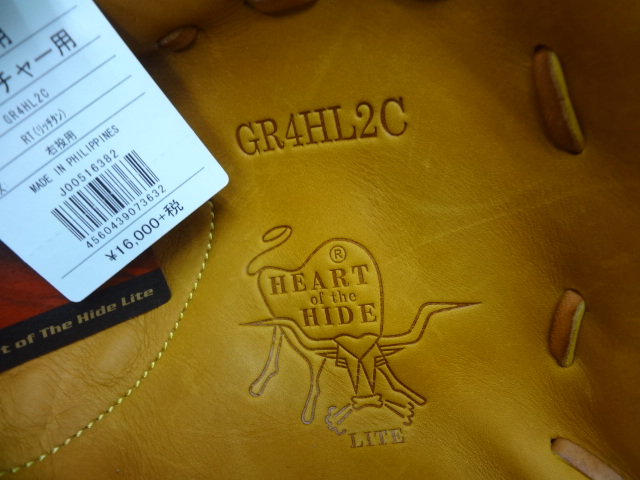 用
チャー用
GR4HL2C
RT(リッチタン)
右投用
MADE IN PHILIPPINES
J00516382
4560439073632
¥16,000+税
t of The Hide Lite
GR4HL2C
®
HEART
of the
HIDE
LITE